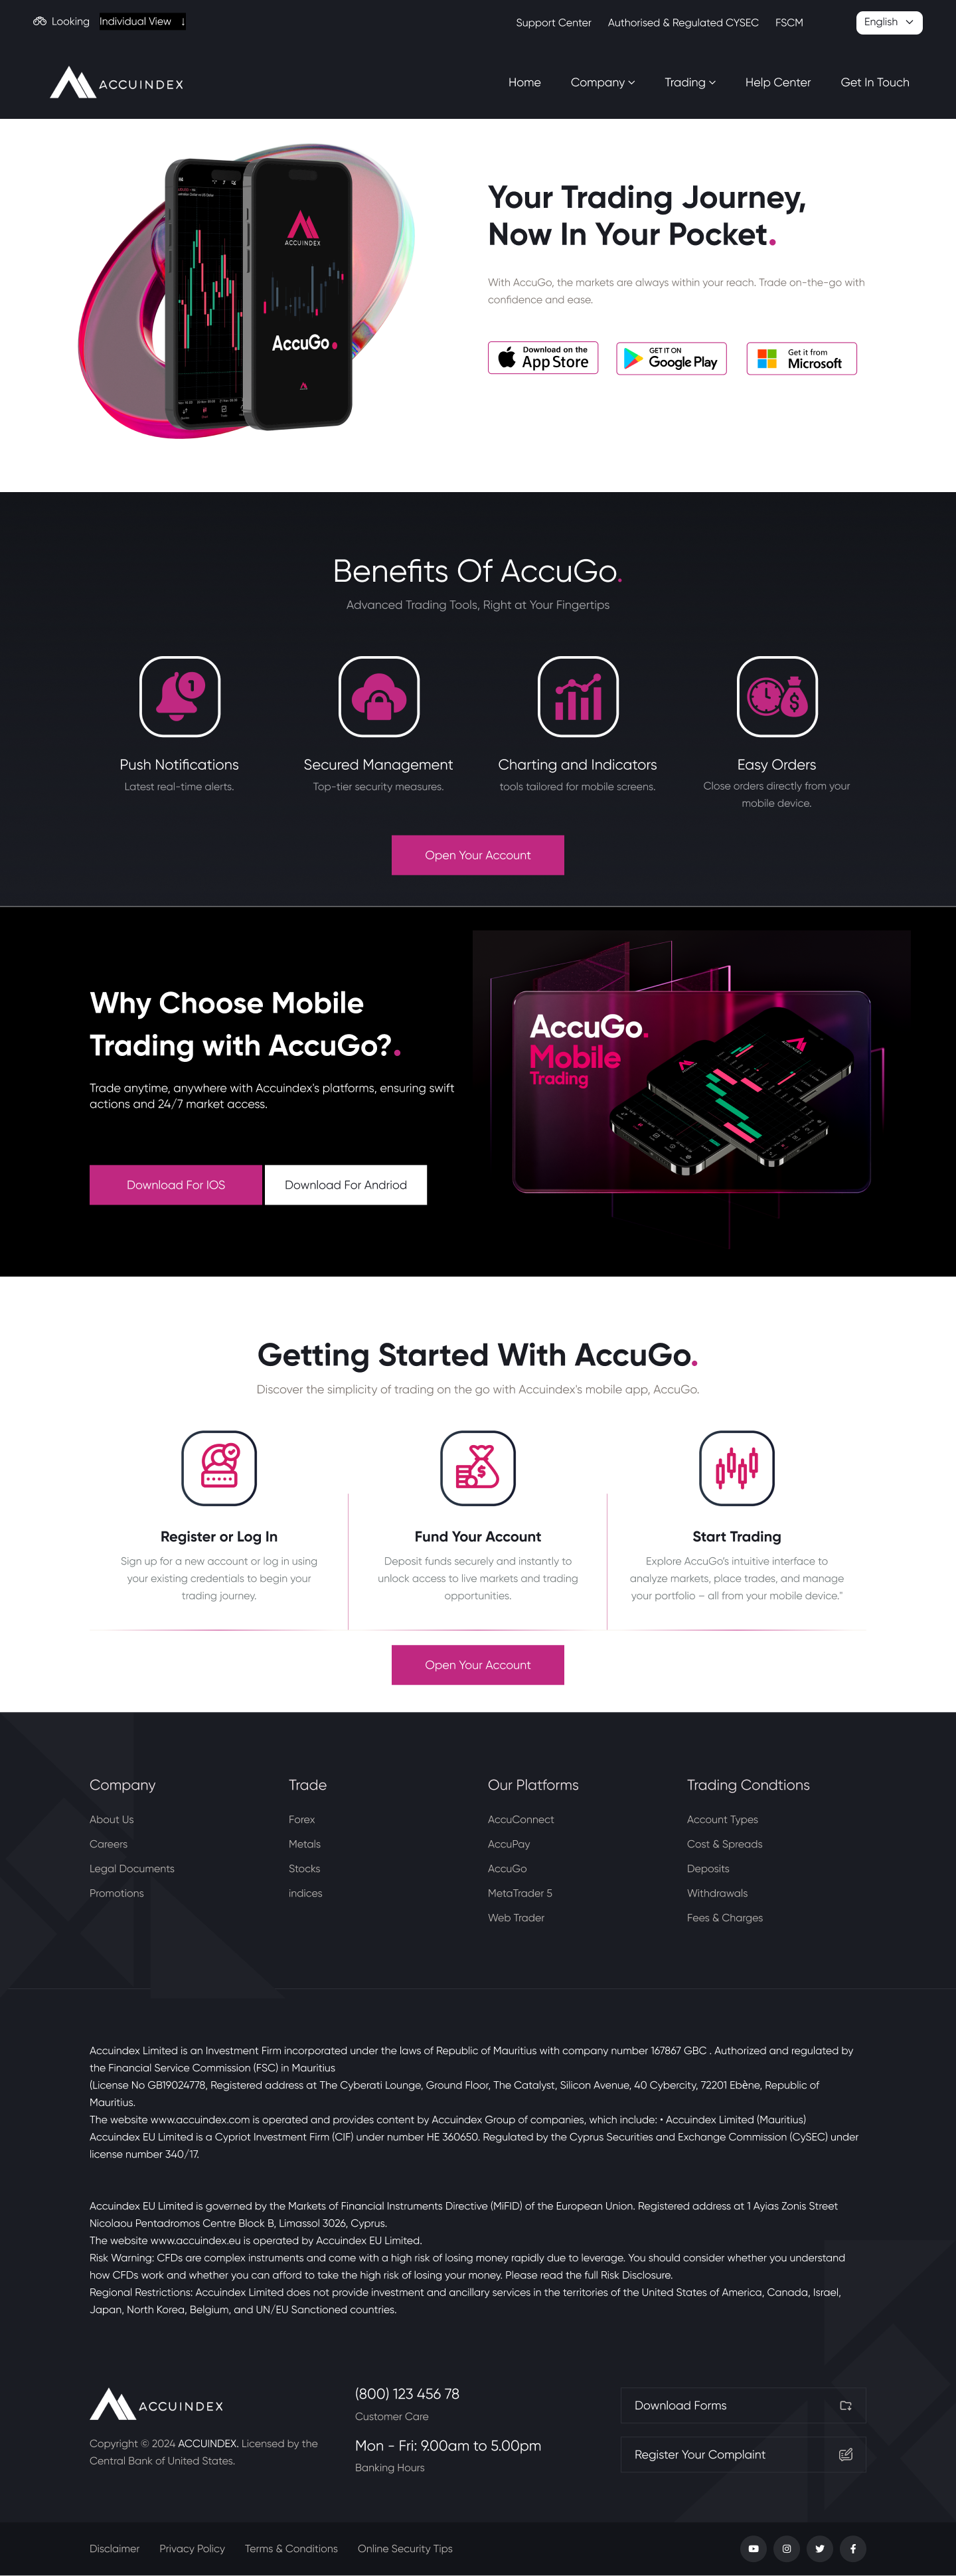 Looking Individual View ↓
Support Center Authorised & Regulated CYSEC FSCM
English
ACCUINDEX
Home Company Trading Help Center Get In Touch
ACCUINDEX
AccuGo.
Your Trading Journey,
Now In Your Pocket.
With AccuGo, the markets are always within your reach. Trade on-the-go with
confidence and ease.
Download on the
App Store
GET IT ON
Google Play
Get it from
Microsoft
Benefits Of AccuGo.
Advanced Trading Tools, Right at Your Fingertips
1
Push Notifications
Latest real-time alerts.
Secured Management
Top-tier security measures.
Charting and Indicators
tools tailored for mobile screens.
Easy Orders
Close orders directly from your
mobile device.
Open Your Account
Why Choose Mobile
Trading with AccuGo?.
Trade anytime, anywhere with Accuindex's platforms, ensuring swift
actions and 24/7 market access.
Download For IOS
Download For Andriod
AccuGo.
Mobile
Trading
Getting Started With AccuGo.
Discover the simplicity of trading on the go with Accuindex's mobile app, AccuGo.
Register or Log In
Sign up for a new account or log in using
your existing credentials to begin your
trading journey.
Fund Your Account
Deposit funds securely and instantly to
unlock access to live markets and trading
opportunities.
Start Trading
Explore AccuGo's intuitive interface to
analyze markets, place trades, and manage
your portfolio – all from your mobile device."
Open Your Account
Company
About Us
Careers
Legal Documents
Promotions
Trade
Forex
Metals
Stocks
indices
Our Platforms
AccuConnect
AccuPay
AccuGo
MetaTrader 5
Web Trader
Trading Condtions
Account Types
Cost & Spreads
Deposits
Withdrawals
Fees & Charges
Accuindex Limited is an Investment Firm incorporated under the laws of Republic of Mauritius with company number 167867 GBC . Authorized and regulated by
the Financial Service Commission (FSC) in Mauritius
(License No GB19024778, Registered address at The Cyberati Lounge, Ground Floor, The Catalyst, Silicon Avenue, 40 Cybercity, 72201 Ebène, Republic of
Mauritius.
The website www.accuindex.com is operated and provides content by Accuindex Group of companies, which include: • Accuindex Limited (Mauritius)
Accuindex EU Limited is a Cypriot Investment Firm (CIF) under number HE 360650. Regulated by the Cyprus Securities and Exchange Commission (CySEC) under
license number 340/17.
Accuindex EU Limited is governed by the Markets of Financial Instruments Directive (MiFID) of the European Union. Registered address at 1 Ayias Zonis Street
Nicolaou Pentadromos Centre Block B, Limassol 3026, Cyprus.
The website www.accuindex.eu is operated by Accuindex EU Limited.
Risk Warning: CFDs are complex instruments and come with a high risk of losing money rapidly due to leverage. You should consider whether you understand
how CFDs work and whether you can afford to take the high risk of losing your money. Please read the full Risk Disclosure.
Regional Restrictions: Accuindex Limited does not provide investment and ancillary services in the territories of the United States of America, Canada, Israel,
Japan, North Korea, Belgium, and UN/EU Sanctioned countries.
ACCUINDEX
Copyright © 2024 ACCUINDEX. Licensed by the
Central Bank of United States.
(800) 123 456 78
Customer Care
Mon - Fri: 9.00am to 5.00pm
Banking Hours
Download Forms
Register Your Complaint
Disclaimer Privacy Policy Terms & Conditions Online Security Tips